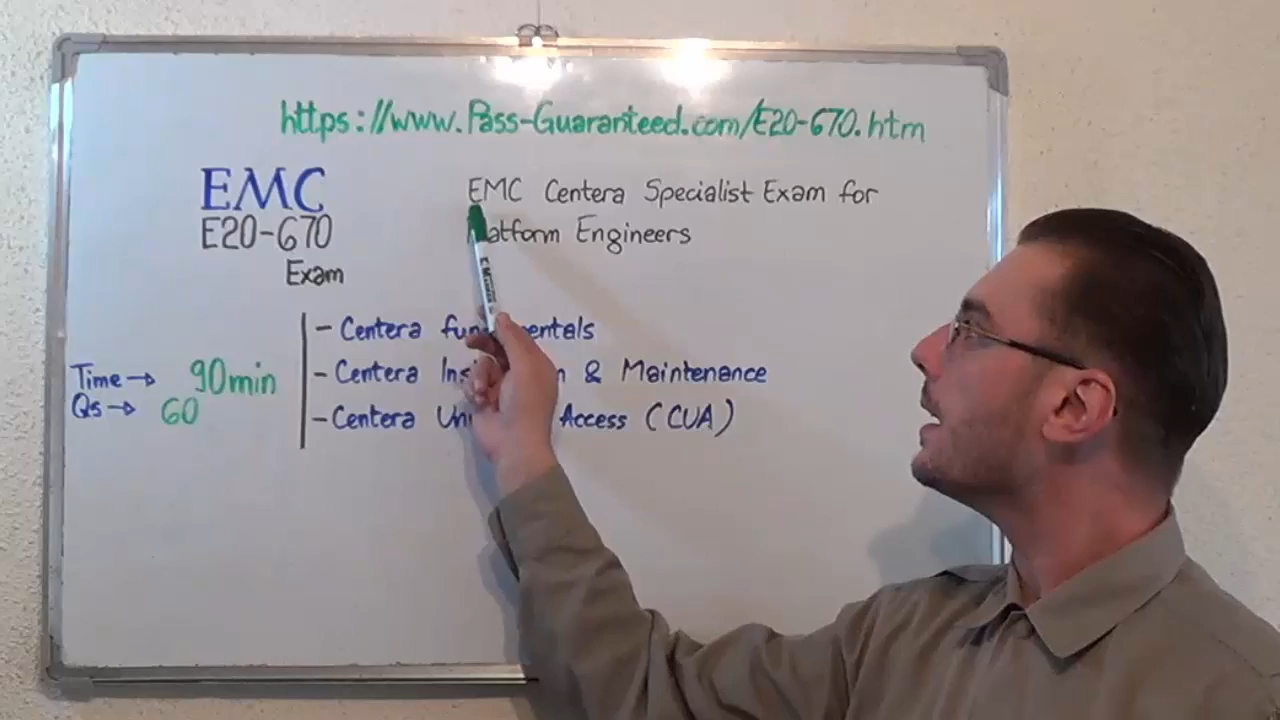 https://www.Pass-Guaranteed.com/E20-670.htm
EMC
E20-670
Exam
EMC Centera Specialist Exam for
Engineers
Time → 90min
Qs → 60
- Centera
- Centera & Maintenance
- Centera Access (CUA)